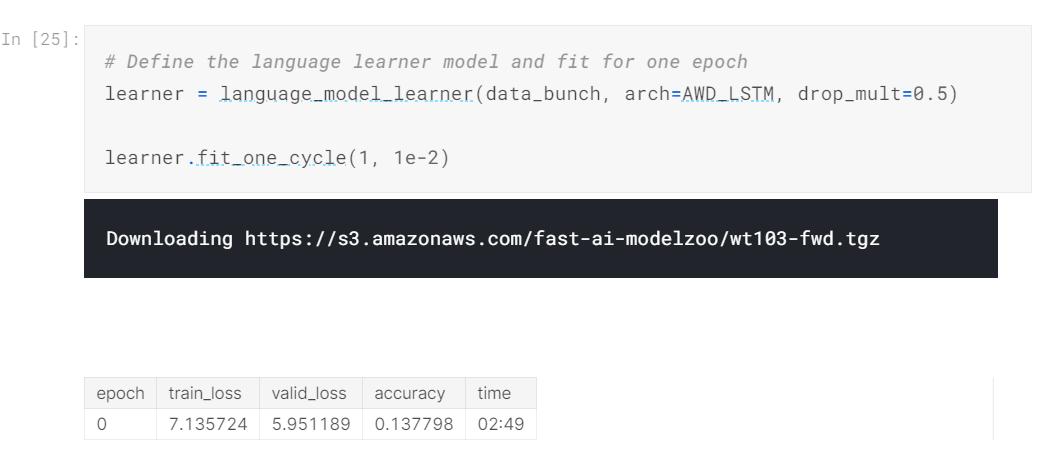 In [25]:
# Define the language learner model and fit for one epoch
learner = language_model_learner(data_bunch, arch=AWD_LSTM, drop_mult=0.5)
learner.fit_one_cycle(1, 1e-2)
Downloading https://s3.amazonaws.com/fast-ai-modelzoo/wt103-fwd.tgz
epoch train_loss valid_loss accuracy time
0 7.135724 5.951189 0.137798 02:49